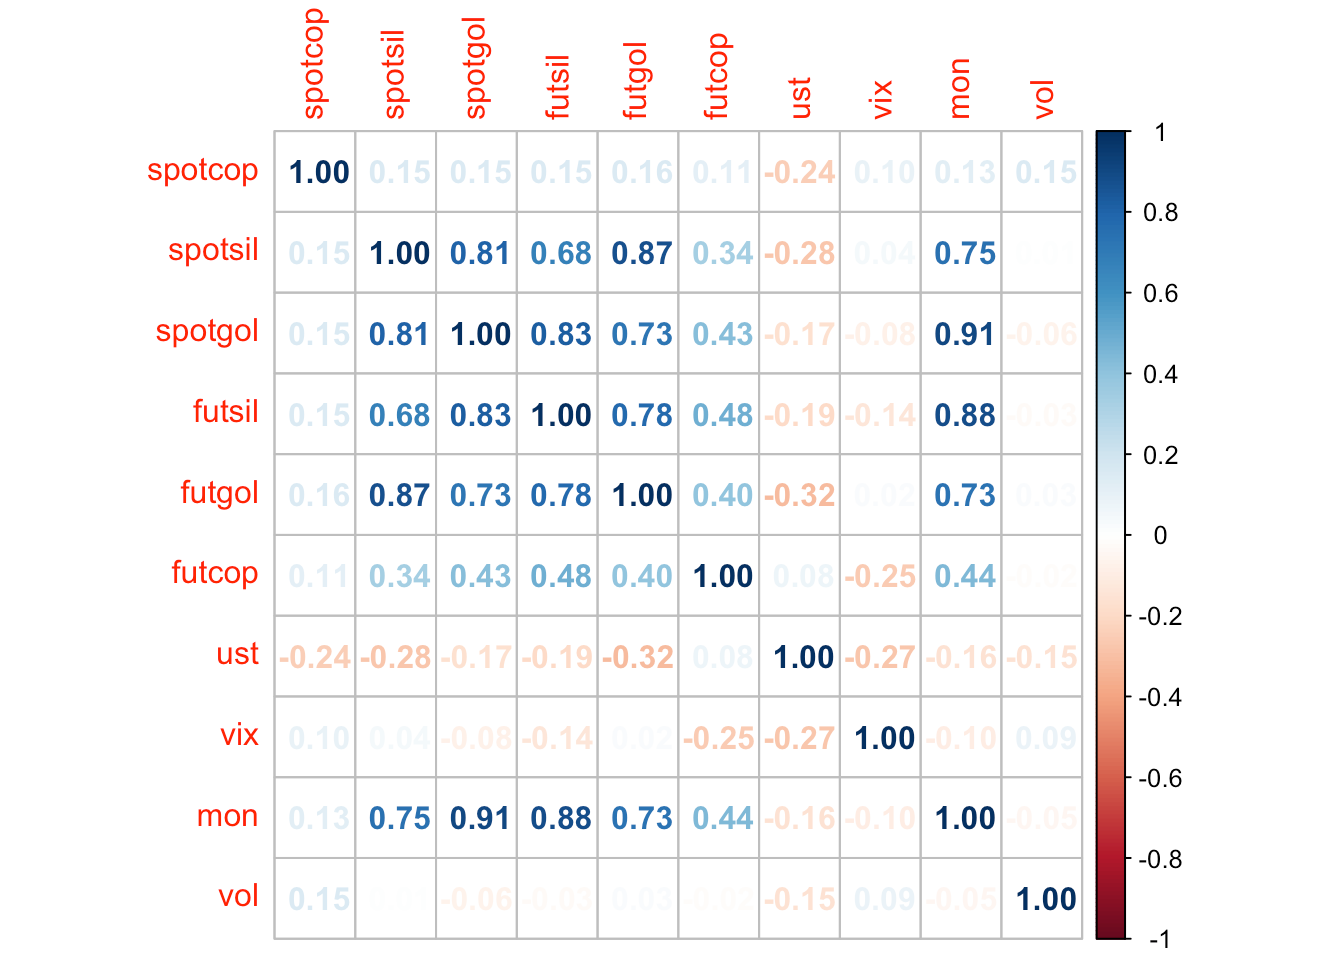 spotcop spotsil spotgol futsil futgol futcop ust vix mon vol
spotcop 1.00 0.15 0.15 0.15 0.16 0.11 -0.24 0.10 0.13 0.15
spotsil 0.15 1.00 0.81 0.68 0.87 0.34 -0.28 0.04 0.75
spotgol 0.15 0.81 1.00 0.83 0.73 0.43 -0.17 -0.08 0.91 -0.06
futsil 0.15 0.68 0.83 1.00 0.78 0.48 -0.19 -0.14 0.88 -0.03
futgol 0.16 0.87 0.73 0.78 1.00 0.40 -0.32 0.02 0.73 0.03
futcop 0.11 0.34 0.43 0.48 0.40 1.00 0.08 -0.25 0.44 -0.02
ust -0.24 -0.28 -0.17 -0.19 -0.32 0.08 1.00 -0.27 -0.16 -0.15
vix 0.10 0.04 -0.08 -0.14 0.02 -0.25 -0.27 1.00 -0.10 0.09
mon 0.13 0.75 0.91 0.88 0.73 0.44 -0.16 -0.10 1.00 -0.05
vol 0.15 -0.06 -0.03 0.03 -0.02 -0.15 0.09 -0.05 1.00
1
0.8
0.6
0.4
0.2
0
-0.2
-0.4
-0.6
-0.8
-1